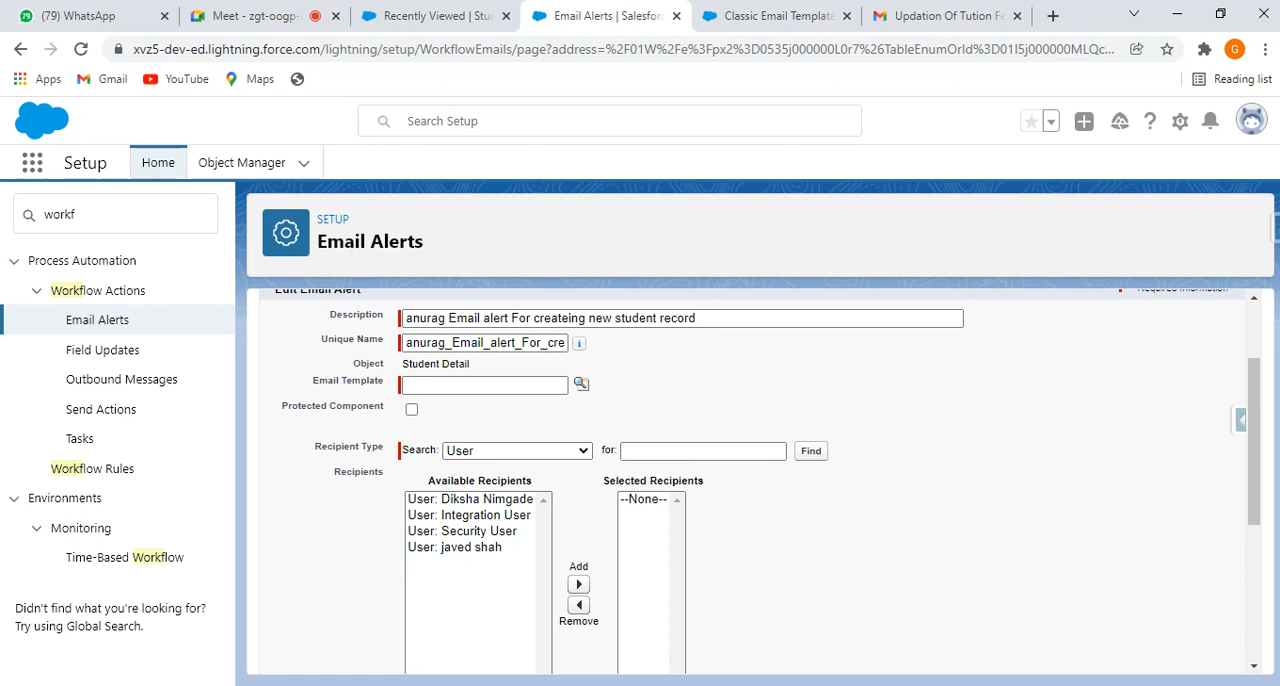 (79) WhatsApp
Meet - zgt-oogp-
Recently Viewed | Stud
Email Alerts | Salesfor
Classic Email Template
Updation Of Tution Fe
xvz5-dev-ed.lightning.force.com/lightning/setup/WorkflowEmails/page?address=%2F01W%2Fe%3Fpx2%3D0535j000000L0r7%26TableEnumOrId%3D01I5j000000MLQc...
G
Apps
Gmail
YouTube
Maps
Reading list
Search Setup
Setup
Home
Object Manager
workf
SETUP
Email Alerts
Process Automation
Workflow Actions
Email Alerts
Field Updates
Outbound Messages
Send Actions
Tasks
Workflow Rules
Environments
Monitoring
Time-Based Workflow
Didn't find what you're looking for?
Try using Global Search.
Edit Email Alert
Required Information
Description
anurag Email alert For createing new student record
Unique Name
anurag_Email_alert_For_cre
i
Object
Student Detail
Email Template
Protected Component
Recipient Type
Search:
User
for:
Find
Recipients
Available Recipients
Selected Recipients
User: Diksha Nimgade
User: Integration User
User: Security User
User: javed shah
--None--
Add
Remove